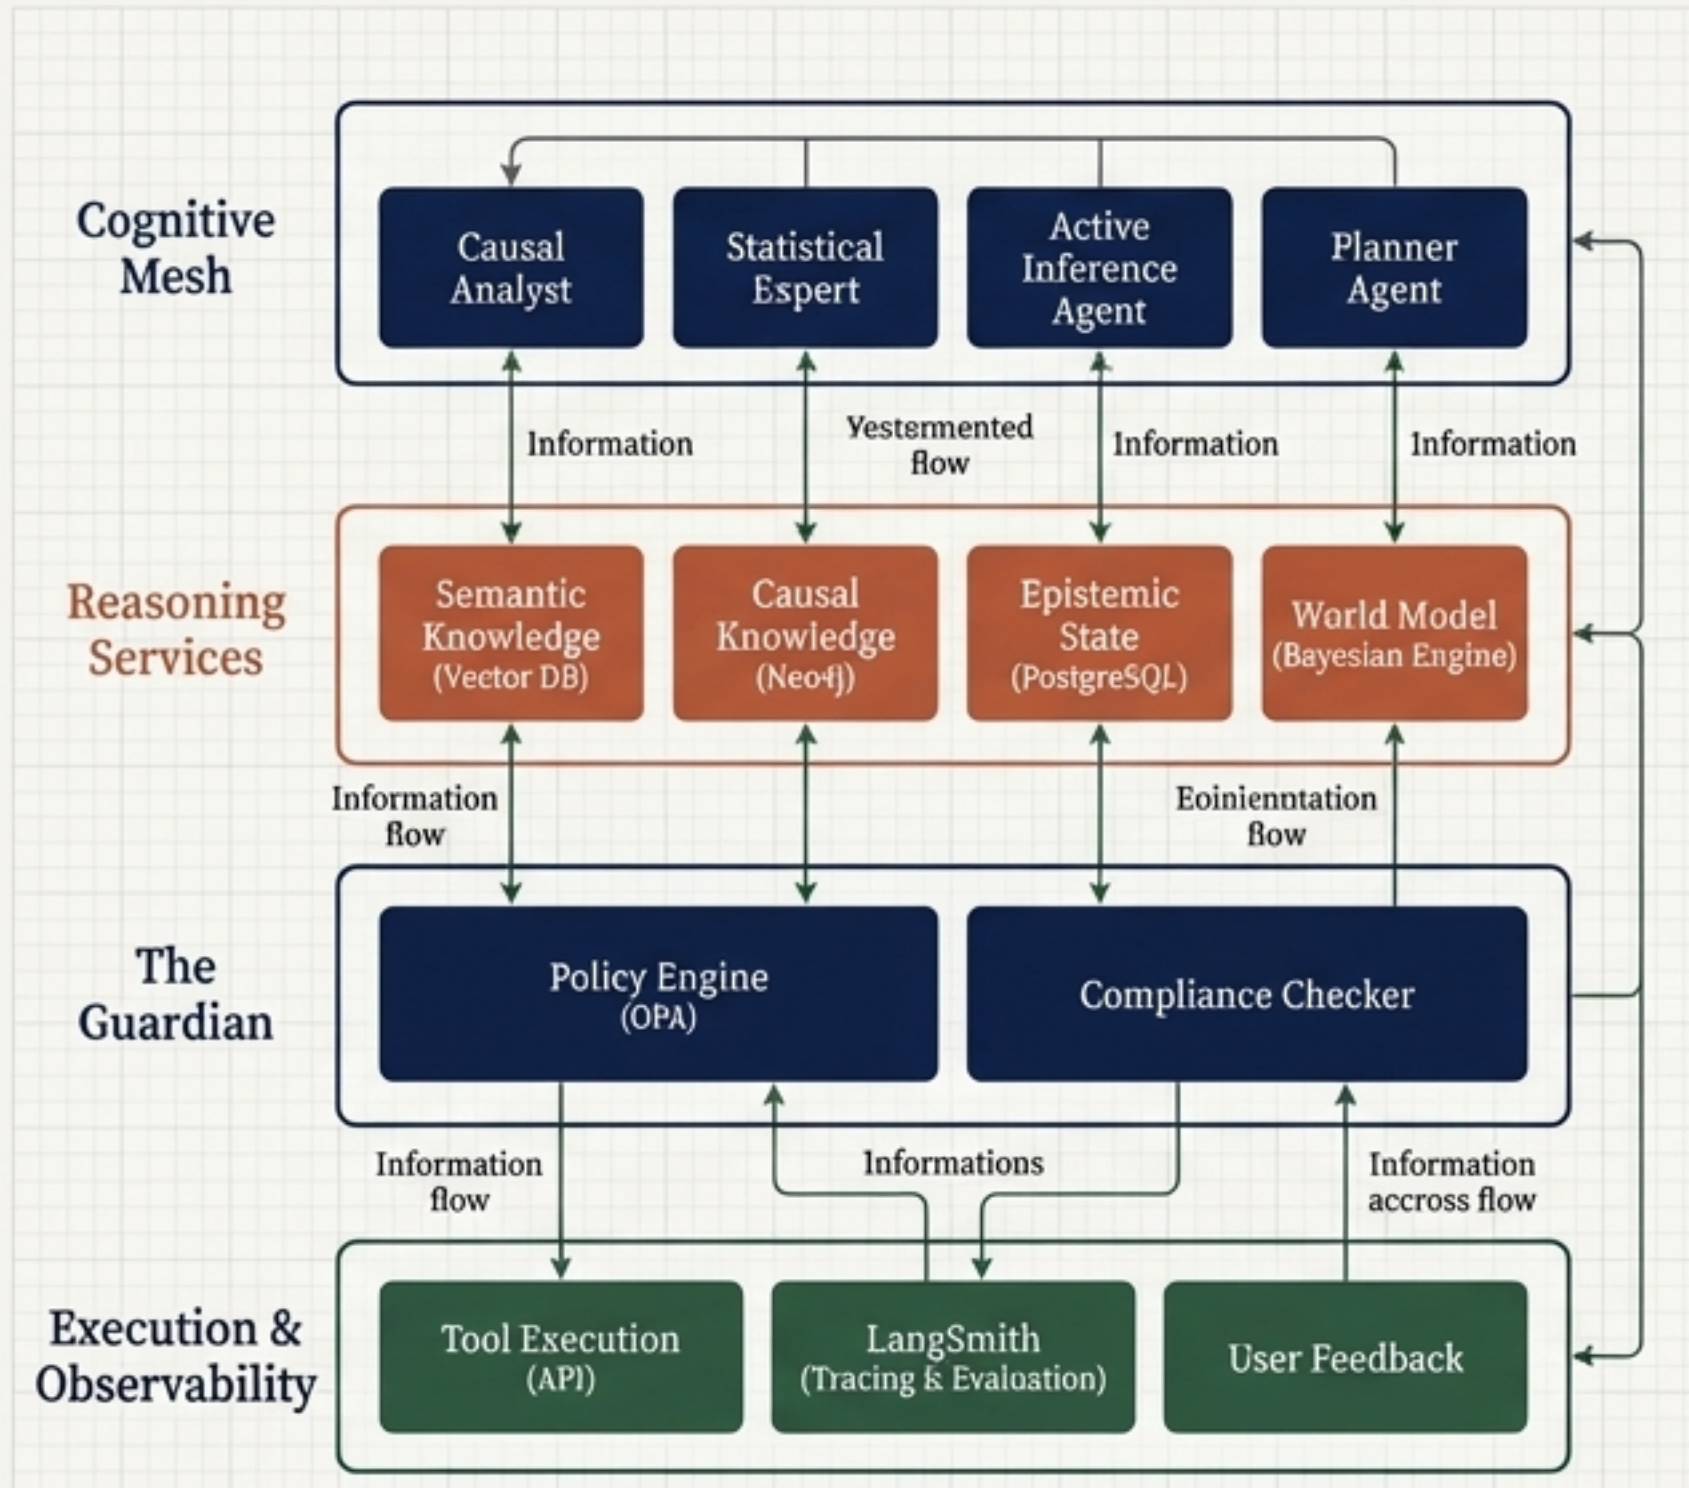 Cognitive
Mesh
Causal
Analyst
Statistical
Espert
Active
Inference
Agent
Planner
Agent
Information
Yestermented
flow
Information
Information
Reasoning
Services
Semantic
Knowledge
(Vector DB)
Causal
Knowledge
(Neo4j)
Epistemic
State
(PostgreSQL)
World Model
(Bayesian Engine)
Information
flow
Eoinienntation
flow
The
Guardian
Policy Engine
(OPA)
Compliance Checker
Information
flow
Informations
Information
accross flow
Execution &
Observability
Tool Execution
(API)
LangSmith
(Tracing & Evaluation)
User Feedback